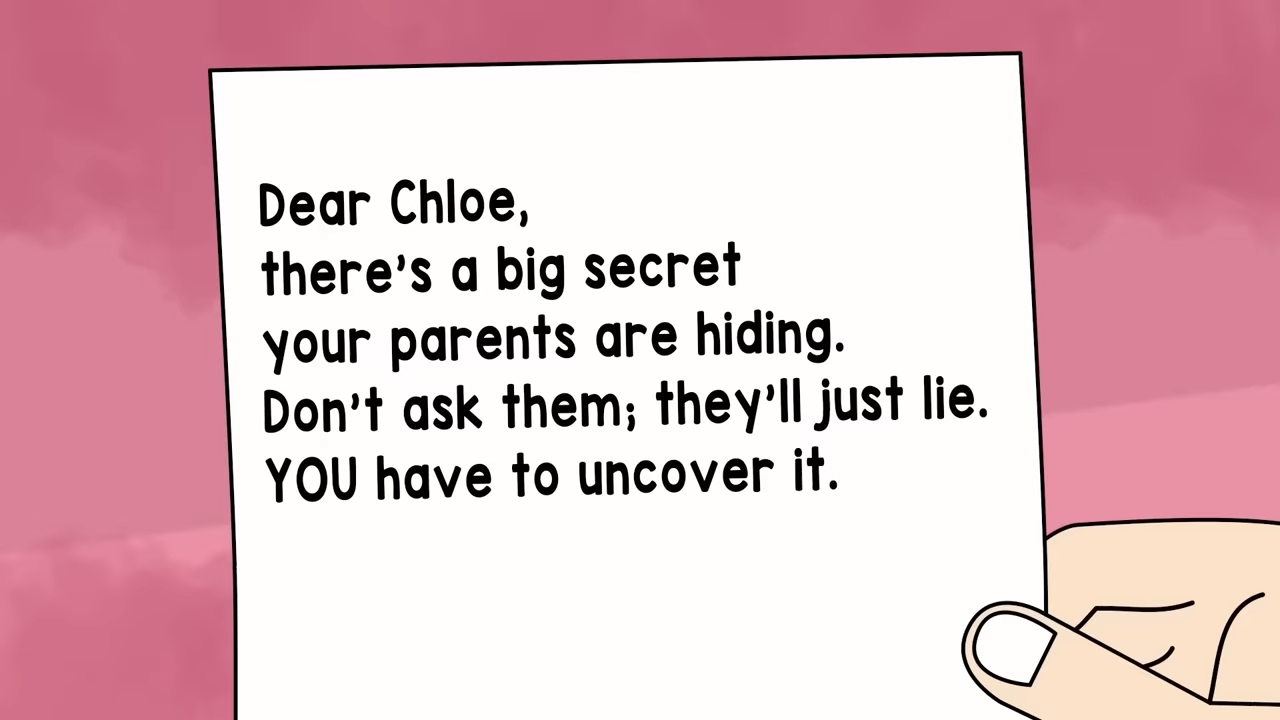 Dear Chloe,
there's a big secret
your parents are hiding.
Don't ask them; they'll just lie.
YOU have to uncover it.